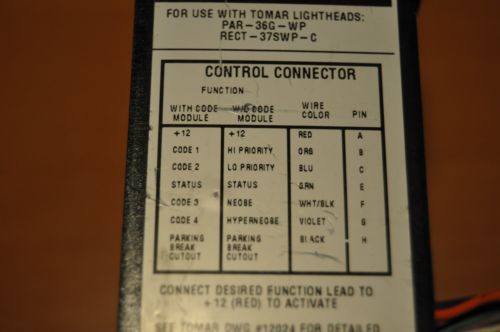 FOR USE WITH TOMAR LIGHTHEADS:
PAR-36G-WP
RECT-37SWP-C
CONTROL CONNECTOR
FUNCTION
WITH CODE MODULE W/O CODE MODULE WIRE COLOR PIN
+12 +12 RED A
CODE 1 HI PRIORITY ORG B
CODE 2 LO PRIORITY BLU C
STATUS STATUS GRN E
CODE 3 NEOBE WHT/BLK F
CODE 4 HYPERNEOBE VIOLET G
PARKING BREAK CUTOUT PARKING BREAK CUTOUT BLACK H
CONNECT DESIRED FUNCTION LEAD TO
+12 (RED) TO ACTIVATE
SEE TOMAR DWG #12024 FOR DETAILED